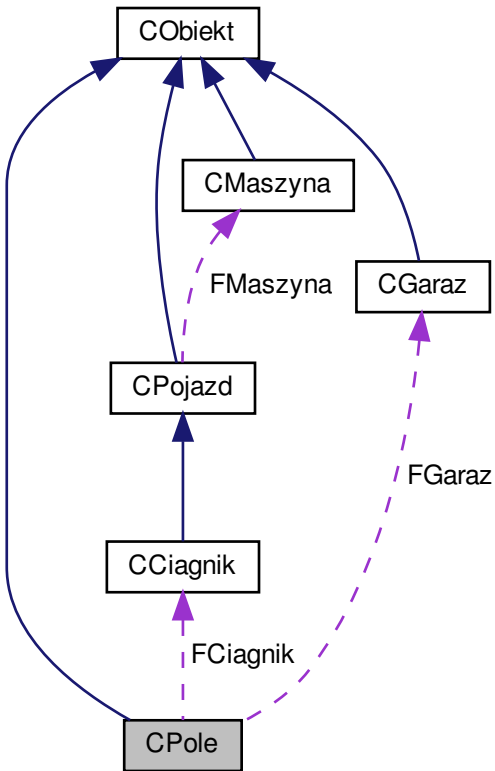 CObiekt
CMaszyna
FMaszyna
CGaraz
CPojazd
FGaraz
CCiagnik
FCiagnik
CPole